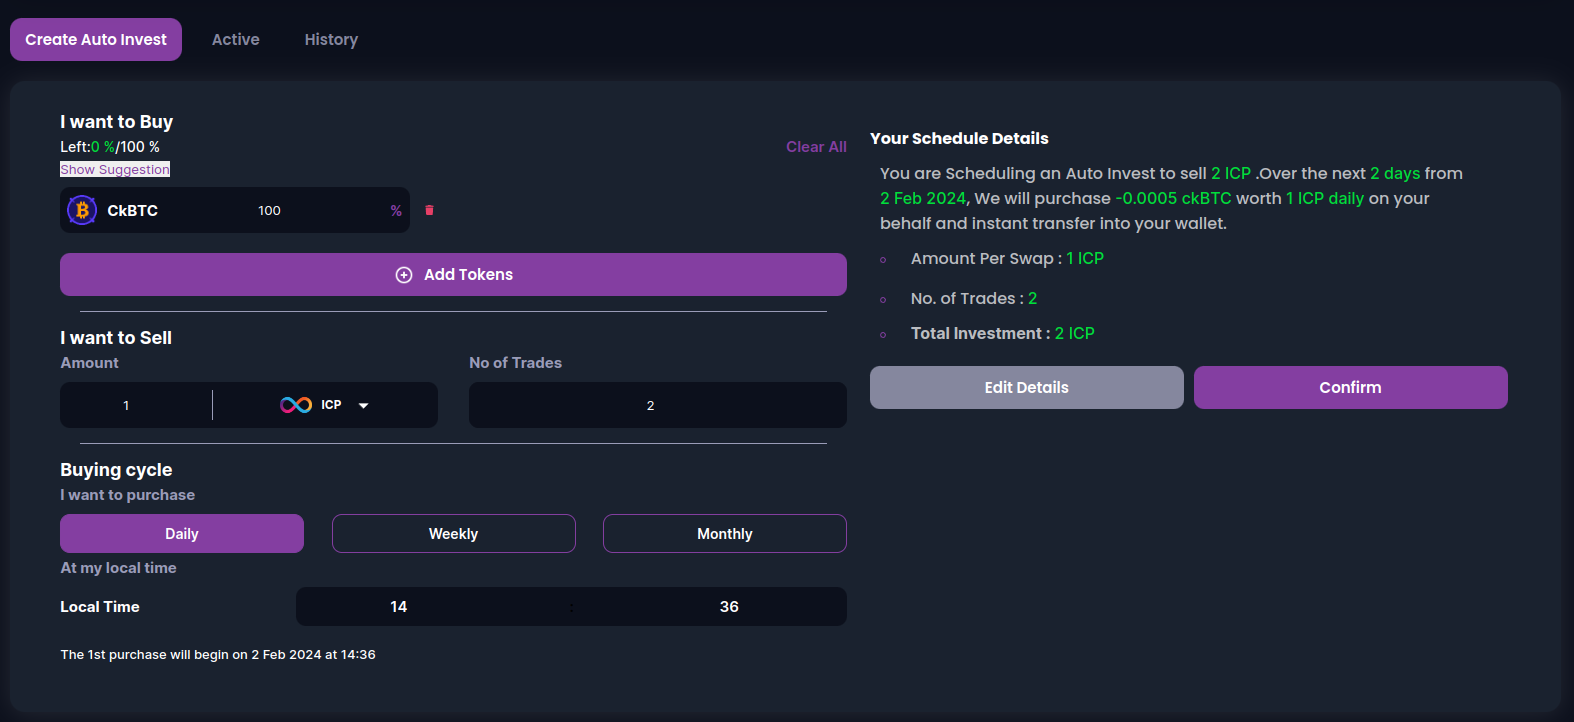 Create Auto Invest Active History
I want to Buy
Left:0 %/100 %
Clear All
Show Suggestion
CkBTC 100 %
Add Tokens
I want to Sell
Amount No of Trades
1 ICP 2
Buying cycle
I want to purchase
Daily Weekly Monthly
At my local time
Local Time 14 : 36
The 1st purchase will begin on 2 Feb 2024 at 14:36
Your Schedule Details
You are Scheduling an Auto Invest to sell 2 ICP .Over the next 2 days from
2 Feb 2024, We will purchase ~0.0005 ckBTC worth 1 ICP daily on your
behalf and instant transfer into your wallet.
Amount Per Swap : 1 ICP
No. of Trades : 2
Total Investment : 2 ICP
Edit Details Confirm